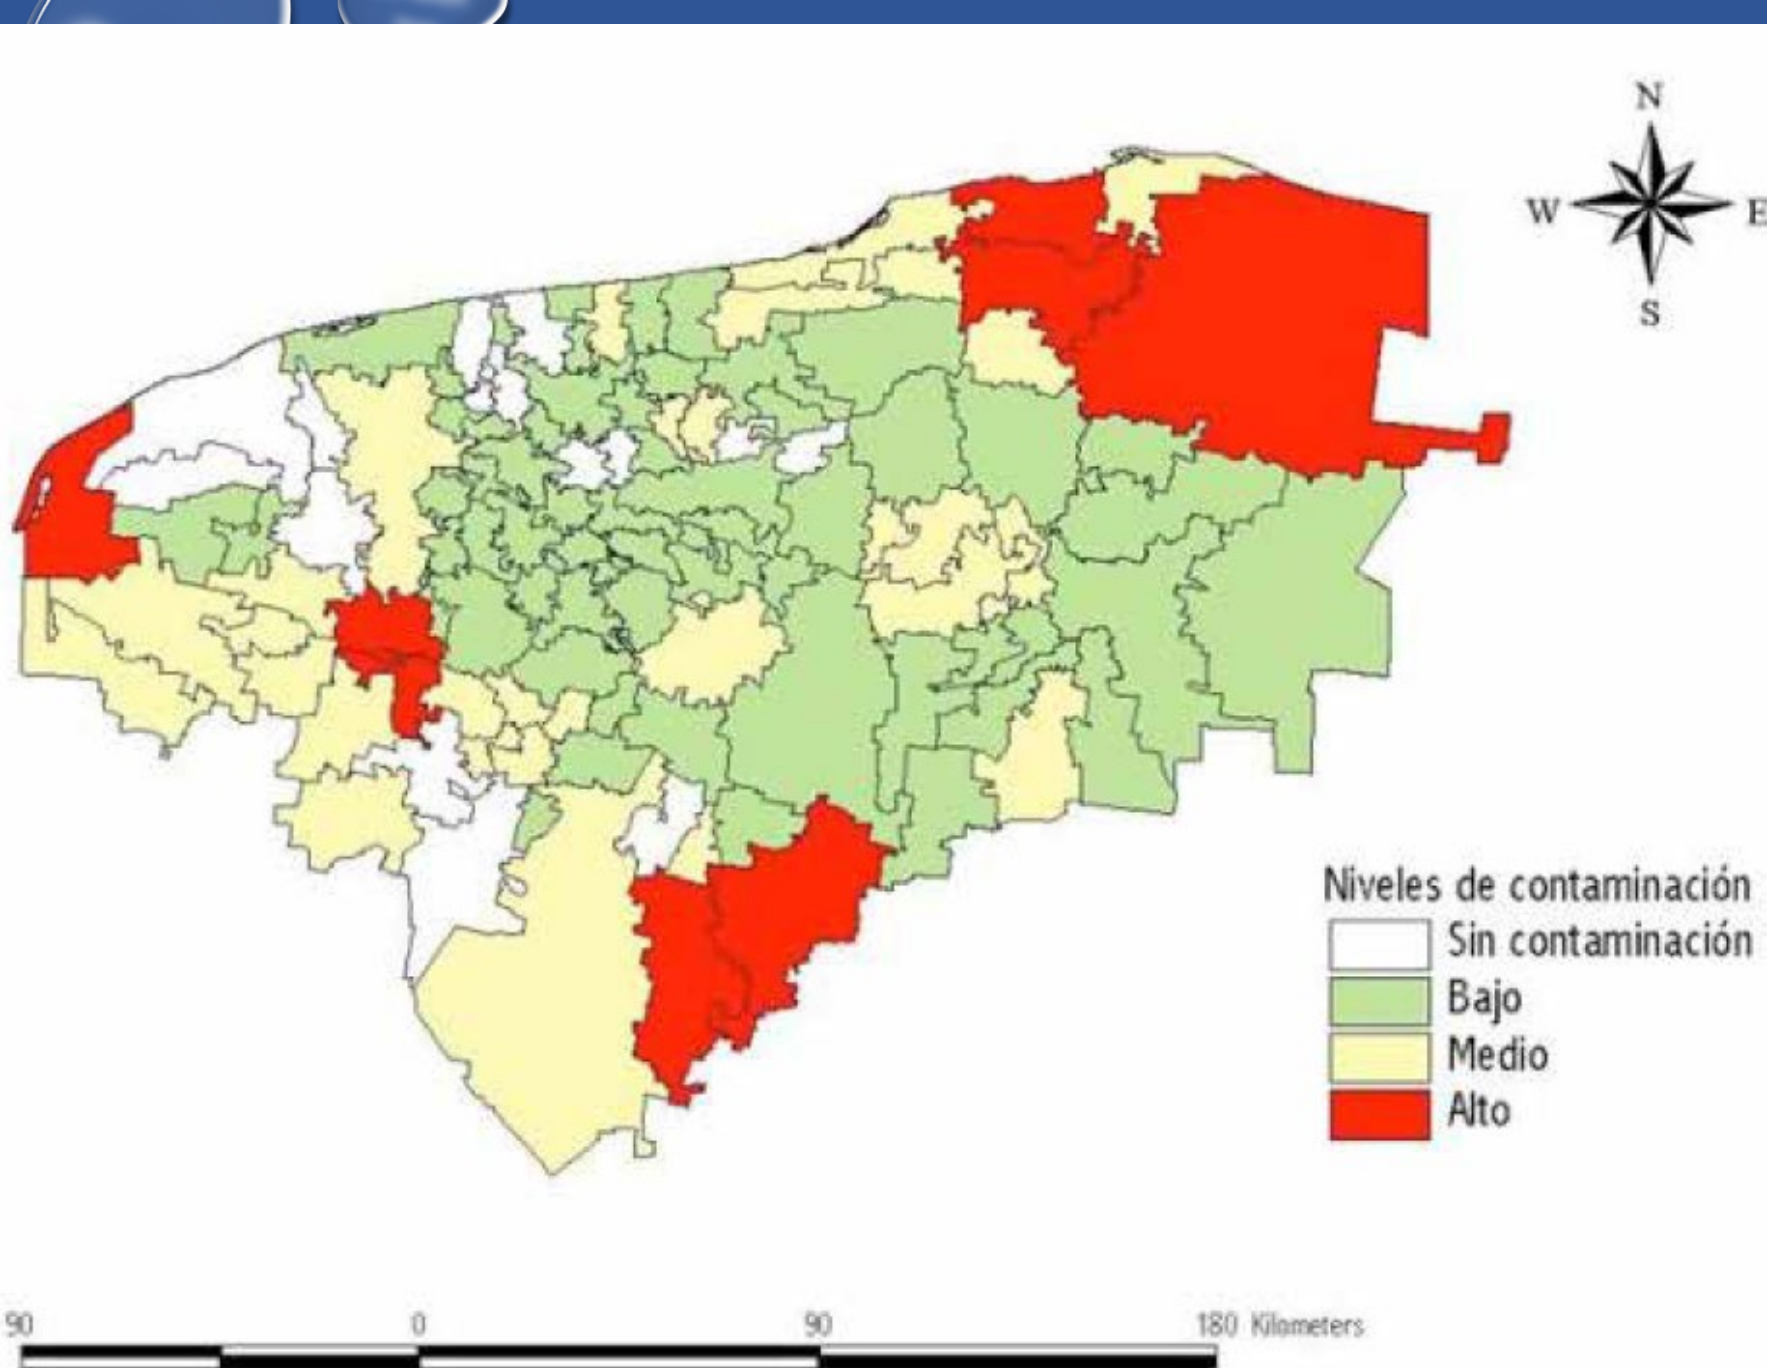 N
W E
S
Niveles de contaminación
Sin contaminación
Bajo
Medio
Alto
90 0 90 180 Kilometers